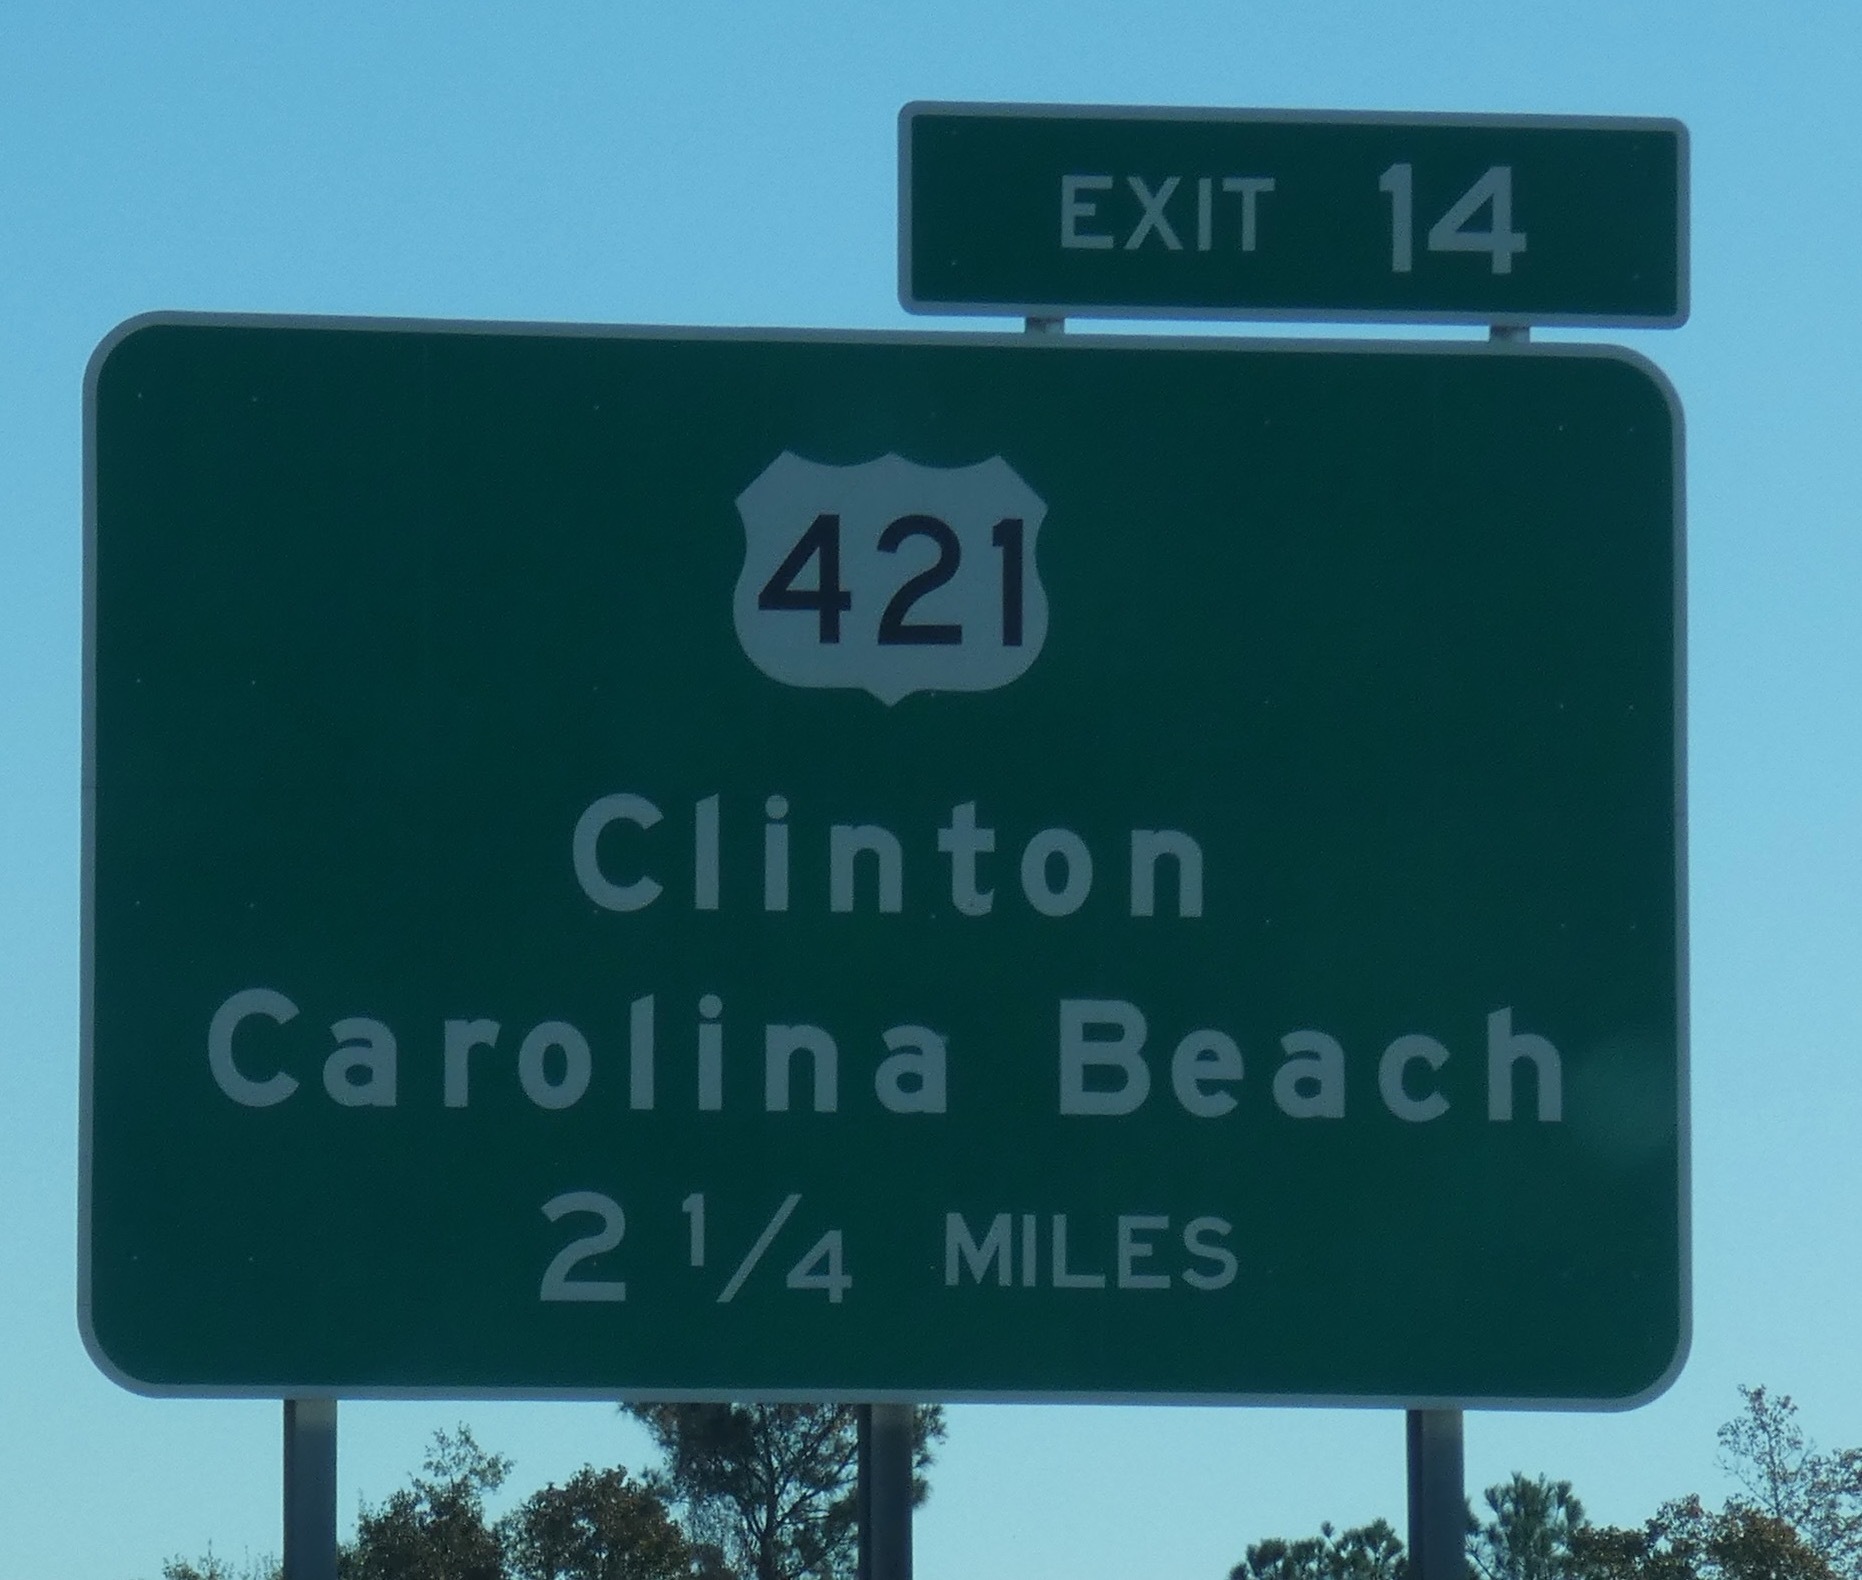 EXIT 14
421
Clinton
Carolina Beach
2 1/4 MILES